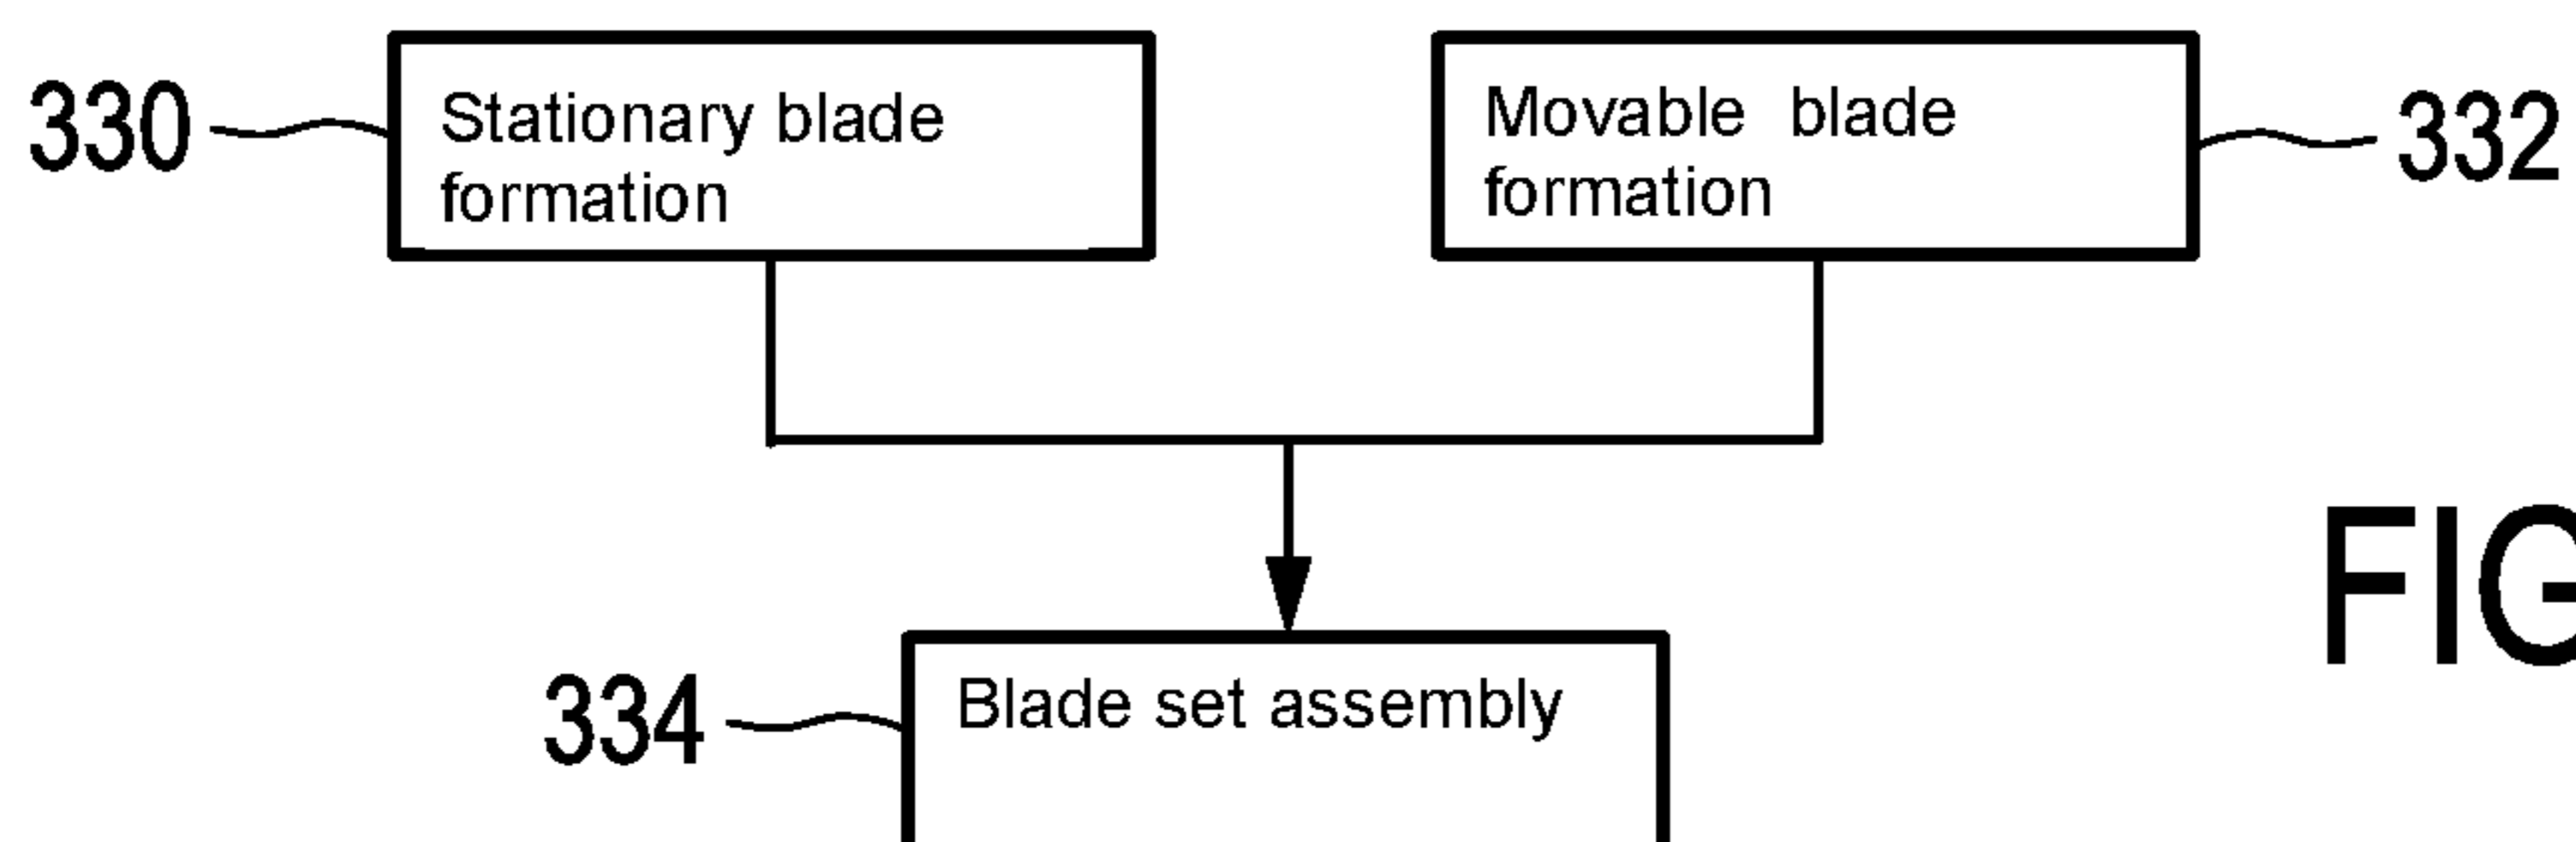 330
Stationary blade
formation
Movable blade
formation
332
334
Blade set assembly
FIG